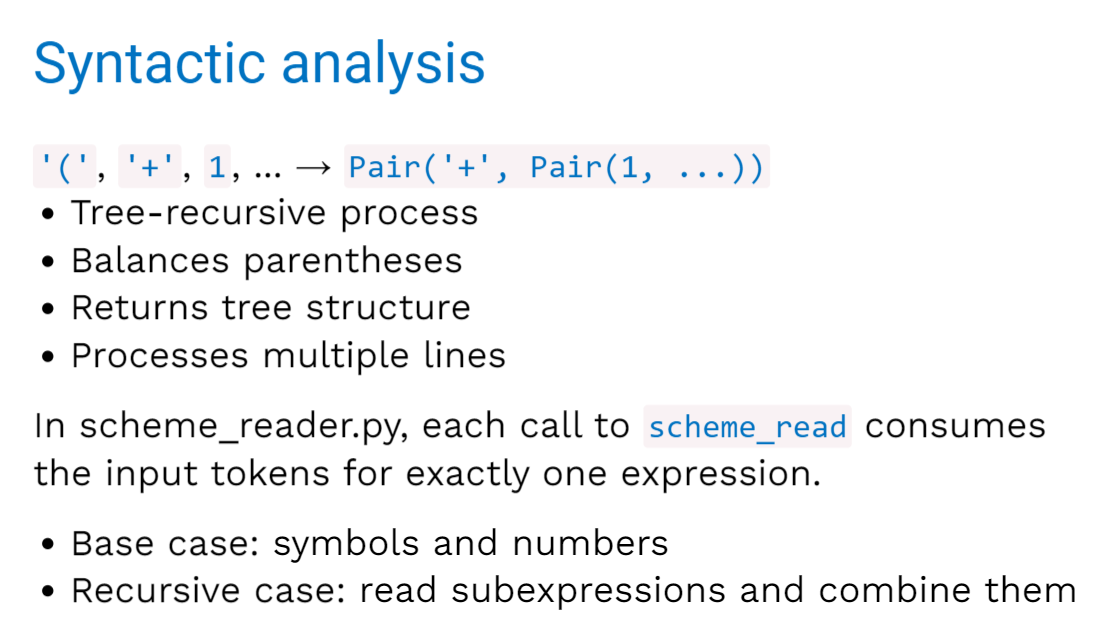 Syntactic analysis
'(', '+', 1, ... → Pair('+', Pair(1, ...))
• Tree-recursive process
• Balances parentheses
• Returns tree structure
• Processes multiple lines
In scheme_reader.py, each call to scheme_read consumes
the input tokens for exactly one expression.
• Base case: symbols and numbers
• Recursive case: read subexpressions and combine them